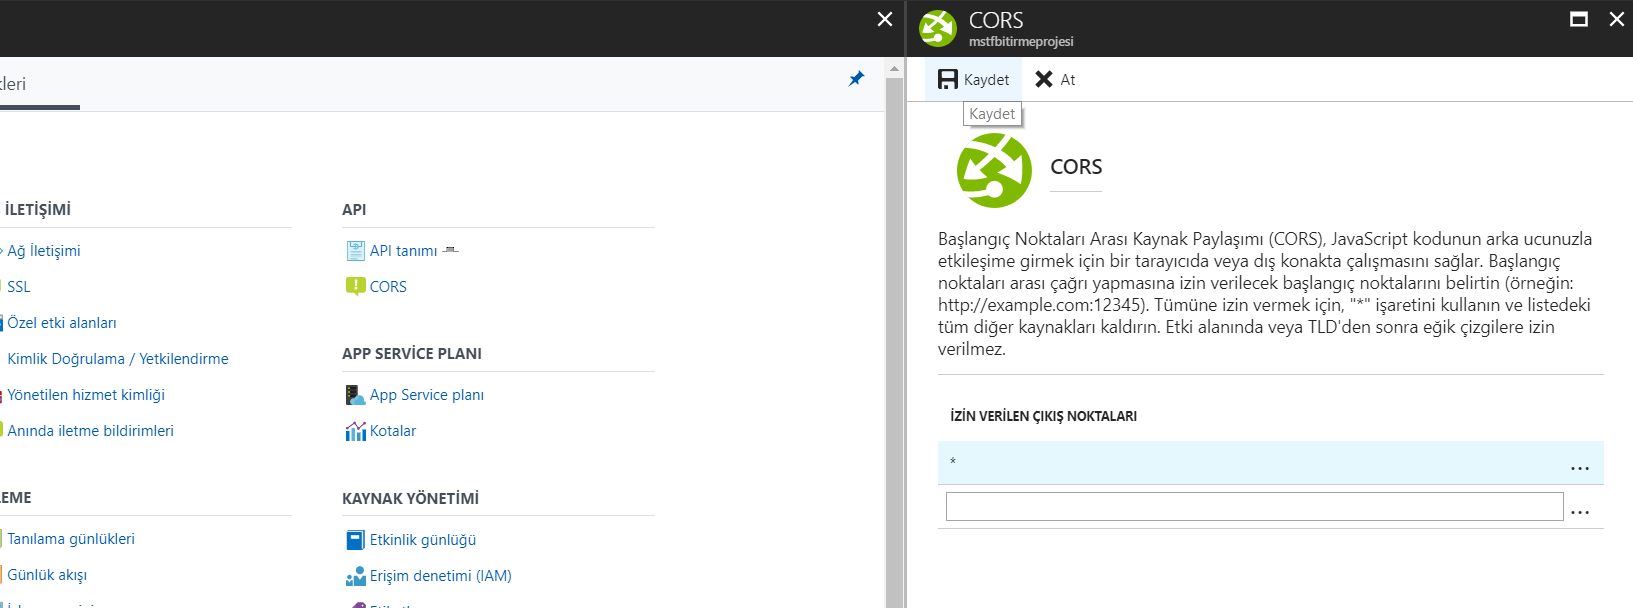 CORS
mstfbitirmeprojesi
kleri
Kaydet
At
Kaydet
CORS
Başlangıç Noktaları Arası Kaynak Paylaşımı (CORS), JavaScript kodunun arka ucunuzla
etkileşime girmek için bir tarayıcıda veya dış konakta çalışmasını sağlar. Başlangıç
noktaları arası çağrı yapmasına izin verilecek başlangıç noktalarını belirtin (örneğin:
http://example.com:12345). Tümüne izin vermek için, "*" işaretini kullanın ve listedeki
tüm diğer kaynakları kaldırın. Etki alanında veya TLD'den sonra eğik çizgilere izin
verilmez.
İZİN VERİLEN ÇIKIŞ NOKTALARI
*
...
...
İLETİŞİMİ
Ağ İletişimi
SSL
Özel etki alanları
Kimlik Doğrulama / Yetkilendirme
Yönetilen hizmet kimliği
Anında iletme bildirimleri
LEME
Tanılama günlükleri
Günlük akışı
API
API tanımı
CORS
APP SERVİCE PLANI
App Service planı
Kotalar
KAYNAK YÖNETİMİ
Etkinlik günlüğü
Erişim denetimi (IAM)